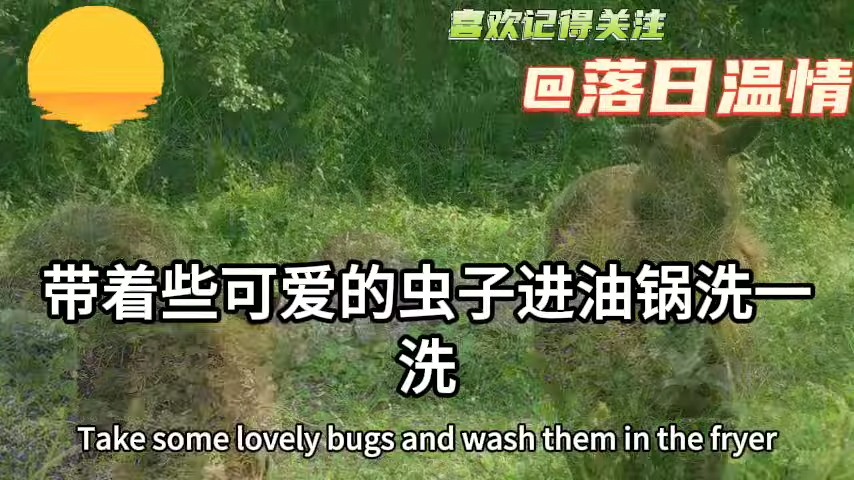 喜欢记得关注
@落日温情
带着些可爱的虫子进油锅洗一
洗
Take some lovely bugs and wash them in the fryer